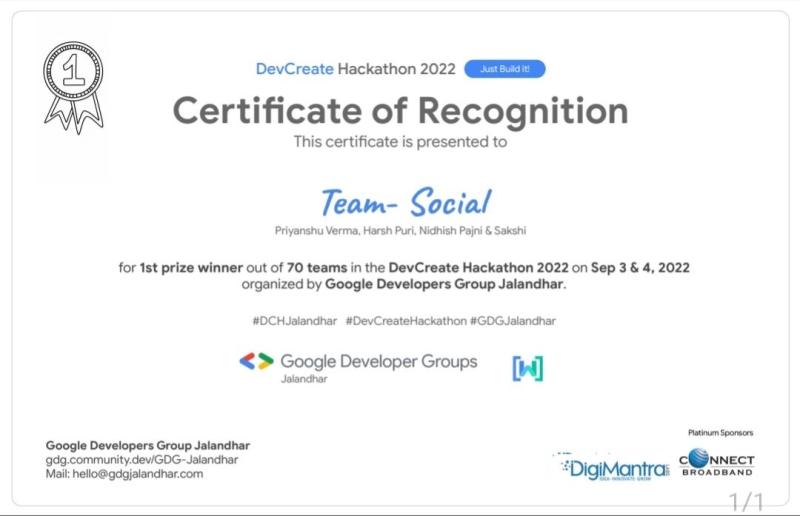 1
DevCreate Hackathon 2022 Just Build it!
Certificate of Recognition
This certificate is presented to
Team- Social
Priyanshu Verma, Harsh Puri, Nidhish Pajni & Sakshi
for 1st prize winner out of 70 teams in the DevCreate Hackathon 2022 on Sep 3 & 4, 2022
organized by Google Developers Group Jalandhar.
#DCHJalandhar #DevCreateHackathon #GDGJalandhar
Google Developer Groups
Jalandhar
[W]
Google Developers Group Jalandhar
gdg.community.dev/GDG-Jalandhar
Mail: hello@gdgjalandhar.com
Platinum Sponsors
DigiMantra
IDEA INNOVATE GROW
CONNECT
BROADBAND
1/1